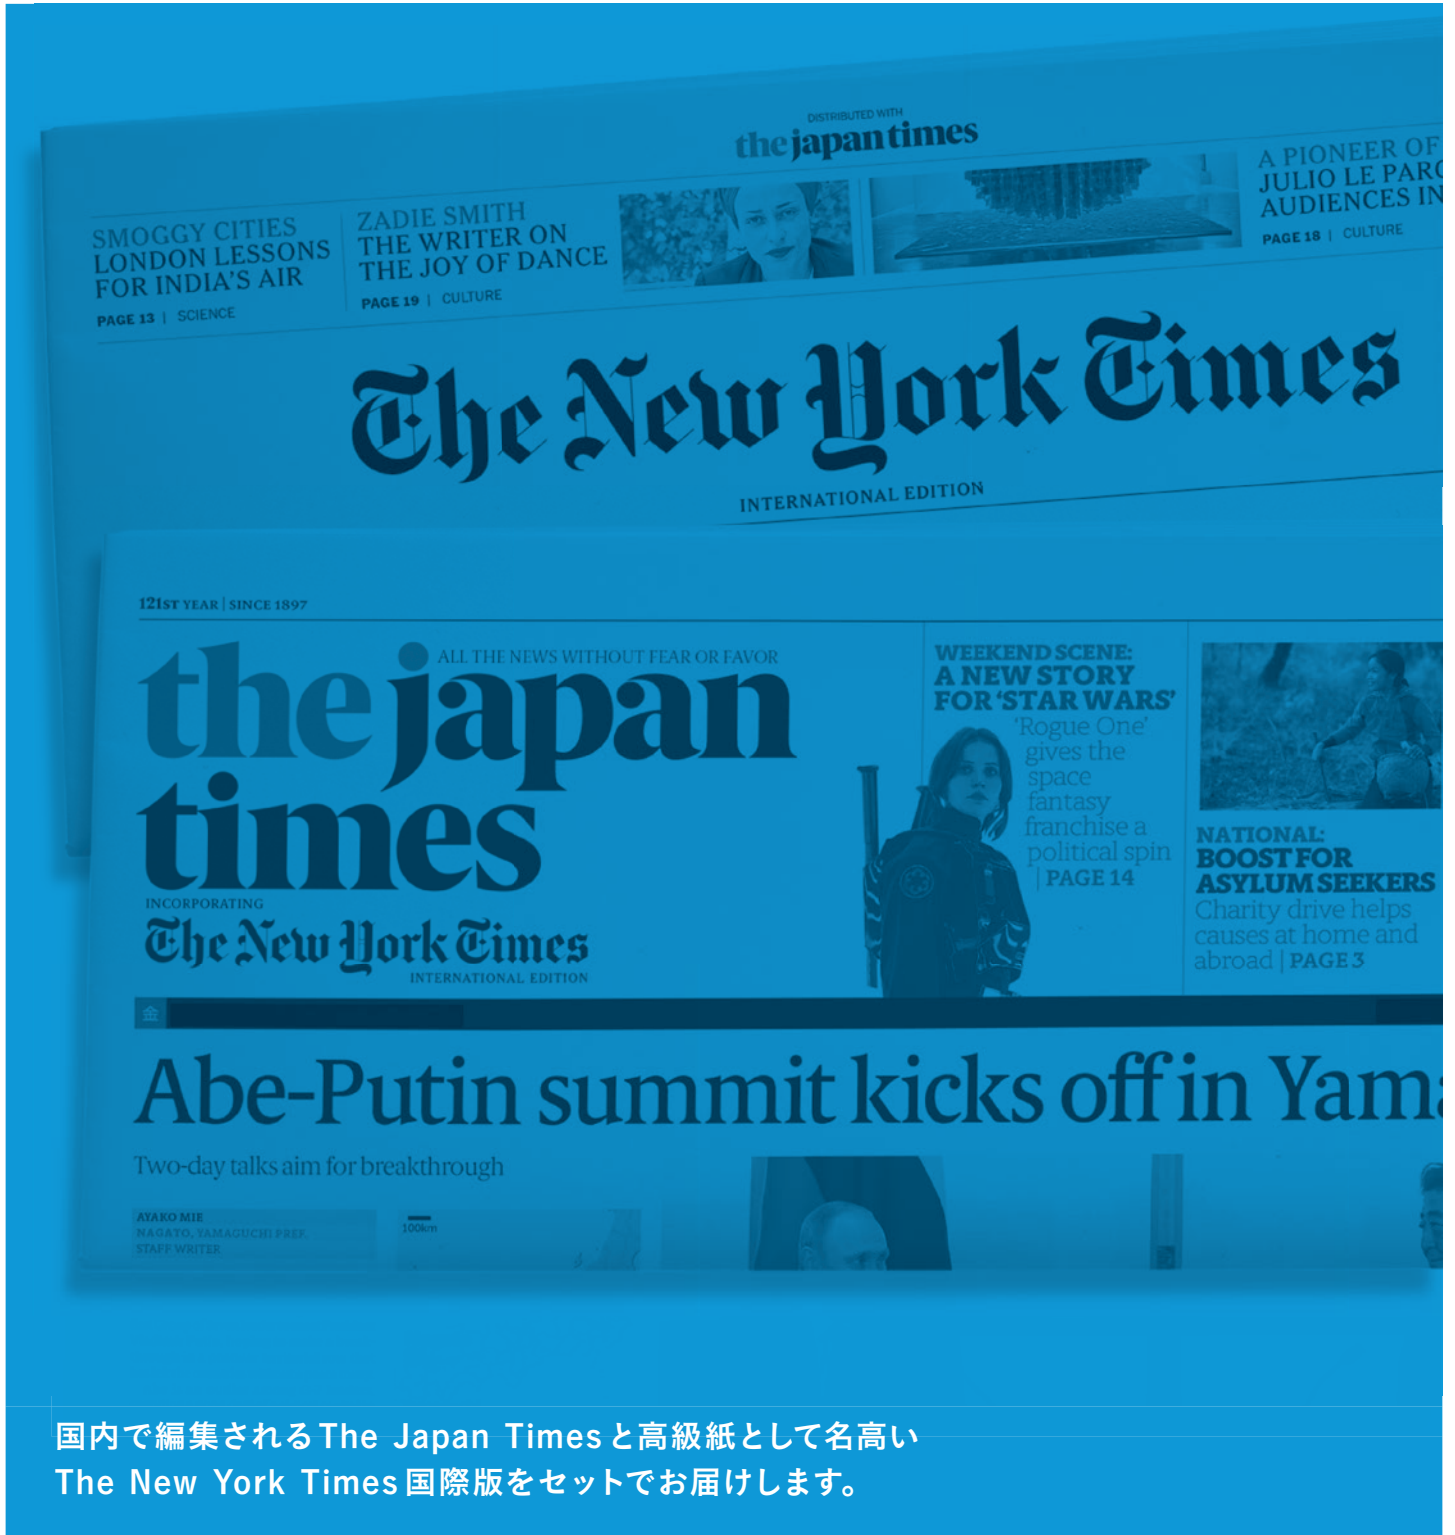 DISTRIBUTED WITH
the japan times
SMOGGY CITIES
LONDON LESSONS
FOR INDIA'S AIR
PAGE 13 | SCIENCE
ZADIE SMITH
THE WRITER ON
THE JOY OF DANCE
PAGE 19 | CULTURE
A PIONEER OF
JULIO LE PARC
AUDIENCES IN
PAGE 18 | CULTURE
The New York Times
INTERNATIONAL EDITION
121ST YEAR | SINCE 1897
ALL THE NEWS WITHOUT FEAR OR FAVOR
the japan
times
INCORPORATING
The New York Times
INTERNATIONAL EDITION
WEEKEND SCENE:
A NEW STORY
FOR 'STAR WARS'
'Rogue One'
gives the
space
fantasy
franchise a
political spin
| PAGE 14
NATIONAL:
BOOST FOR
ASYLUM SEEKERS
Charity drive helps
causes at home and
abroad | PAGE 3
金
Abe-Putin summit kicks off in Yama
Two-day talks aim for breakthrough
AYAKO MIE
NAGATO, YAMAGUCHI PREF.
STAFF WRITER
100km
国内で編集されるThe Japan Timesと高級紙として名高い
The New York Times国際版をセットでお届けします。